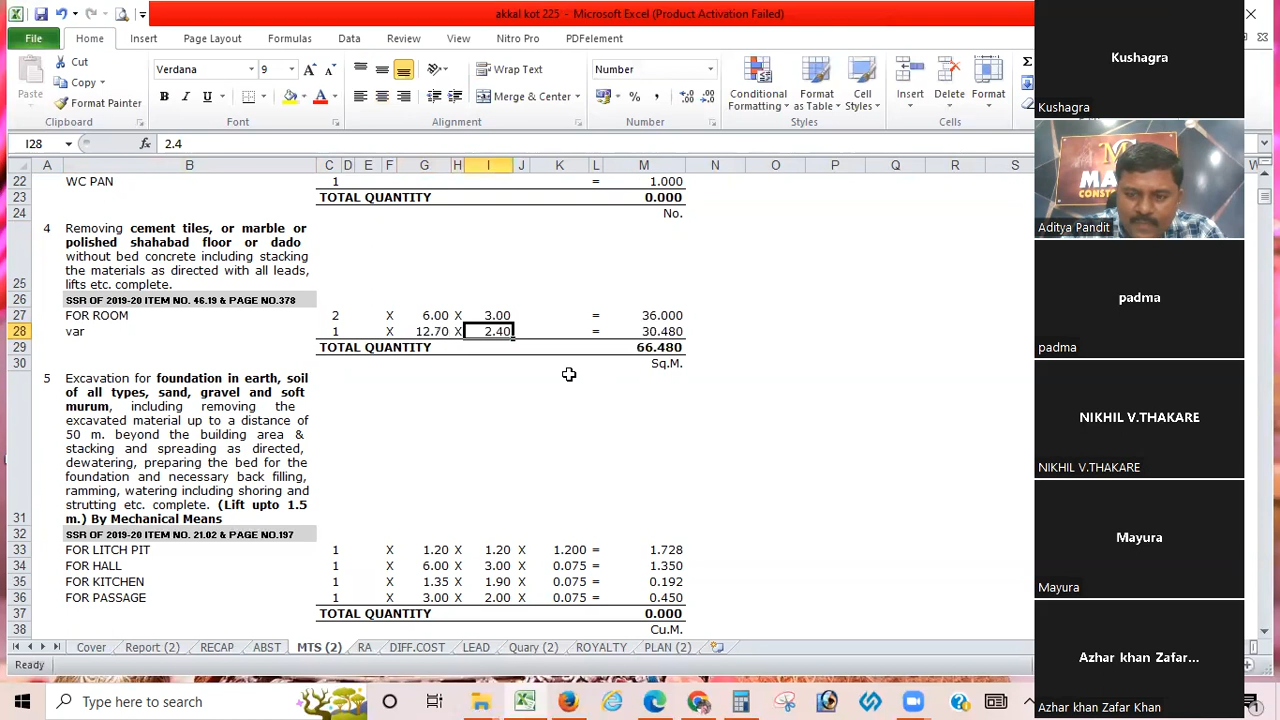 akkal kot 225 - Microsoft Excel (Product Activation Failed)
File Home Insert Page Layout Formulas Data Review View Nitro Pro PDFelement
Cut
Copy
Format Painter
Paste
Clipboard
Verdana 9
B I U
Font
Wrap Text
Merge & Center
Alignment
Number
% ,
Number
Conditional Formatting
Format as Table
Cell Styles
Styles
Insert Delete Format
Cells
I28 fx 2.4
A B C D E F G H I J K L M N O P Q R S
22 WC PAN 1 = 1.000
23 TOTAL QUANTITY 0.000
24 No.
4 Removing cement tiles, or marble or
polished shahabad floor or dado
without bed concrete including stacking
the materials as directed with all leads,
25 lifts etc. complete.
26 SSR OF 2019-20 ITEM NO. 46.19 & PAGE NO.378
27 FOR ROOM 2 X 6.00 X 3.00 = 36.000
28 var 1 X 12.70 X 2.40 = 30.480
29 TOTAL QUANTITY 66.480
30 Sq.M.
5 Excavation for foundation in earth, soil
of all types, sand, gravel and soft
murum, including removing the
excavated material up to a distance of
50 m. beyond the building area &
stacking and spreading as directed,
dewatering, preparing the bed for the
foundation and necessary back filling,
ramming, watering including shoring and
strutting etc. complete. (Lift upto 1.5
31 m.) By Mechanical Means
32 SSR OF 2019-20 ITEM NO. 21.02 & PAGE NO.197
33 FOR LITCH PIT 1 X 1.20 X 1.20 X 1.200 = 1.728
34 FOR HALL 1 X 6.00 X 3.00 X 0.075 = 1.350
35 FOR KITCHEN 1 X 1.35 X 1.90 X 0.075 = 0.192
36 FOR PASSAGE 1 X 3.00 X 2.00 X 0.075 = 0.450
37 TOTAL QUANTITY 0.000
38 Cu.M.
Cover Report (2) RECAP ABST MTS (2) RA DIFF.COST LEAD Qury (2) ROYALTY PLAN (2)
Ready
Type here to search
Kushagra
Kushagra
Aditya Pandit
padma
padma
NIKHIL V.THAKARE
NIKHIL V.THAKARE
Mayura
Mayura
Azhar khan Zafar...
Azhar khan Zafar Khan